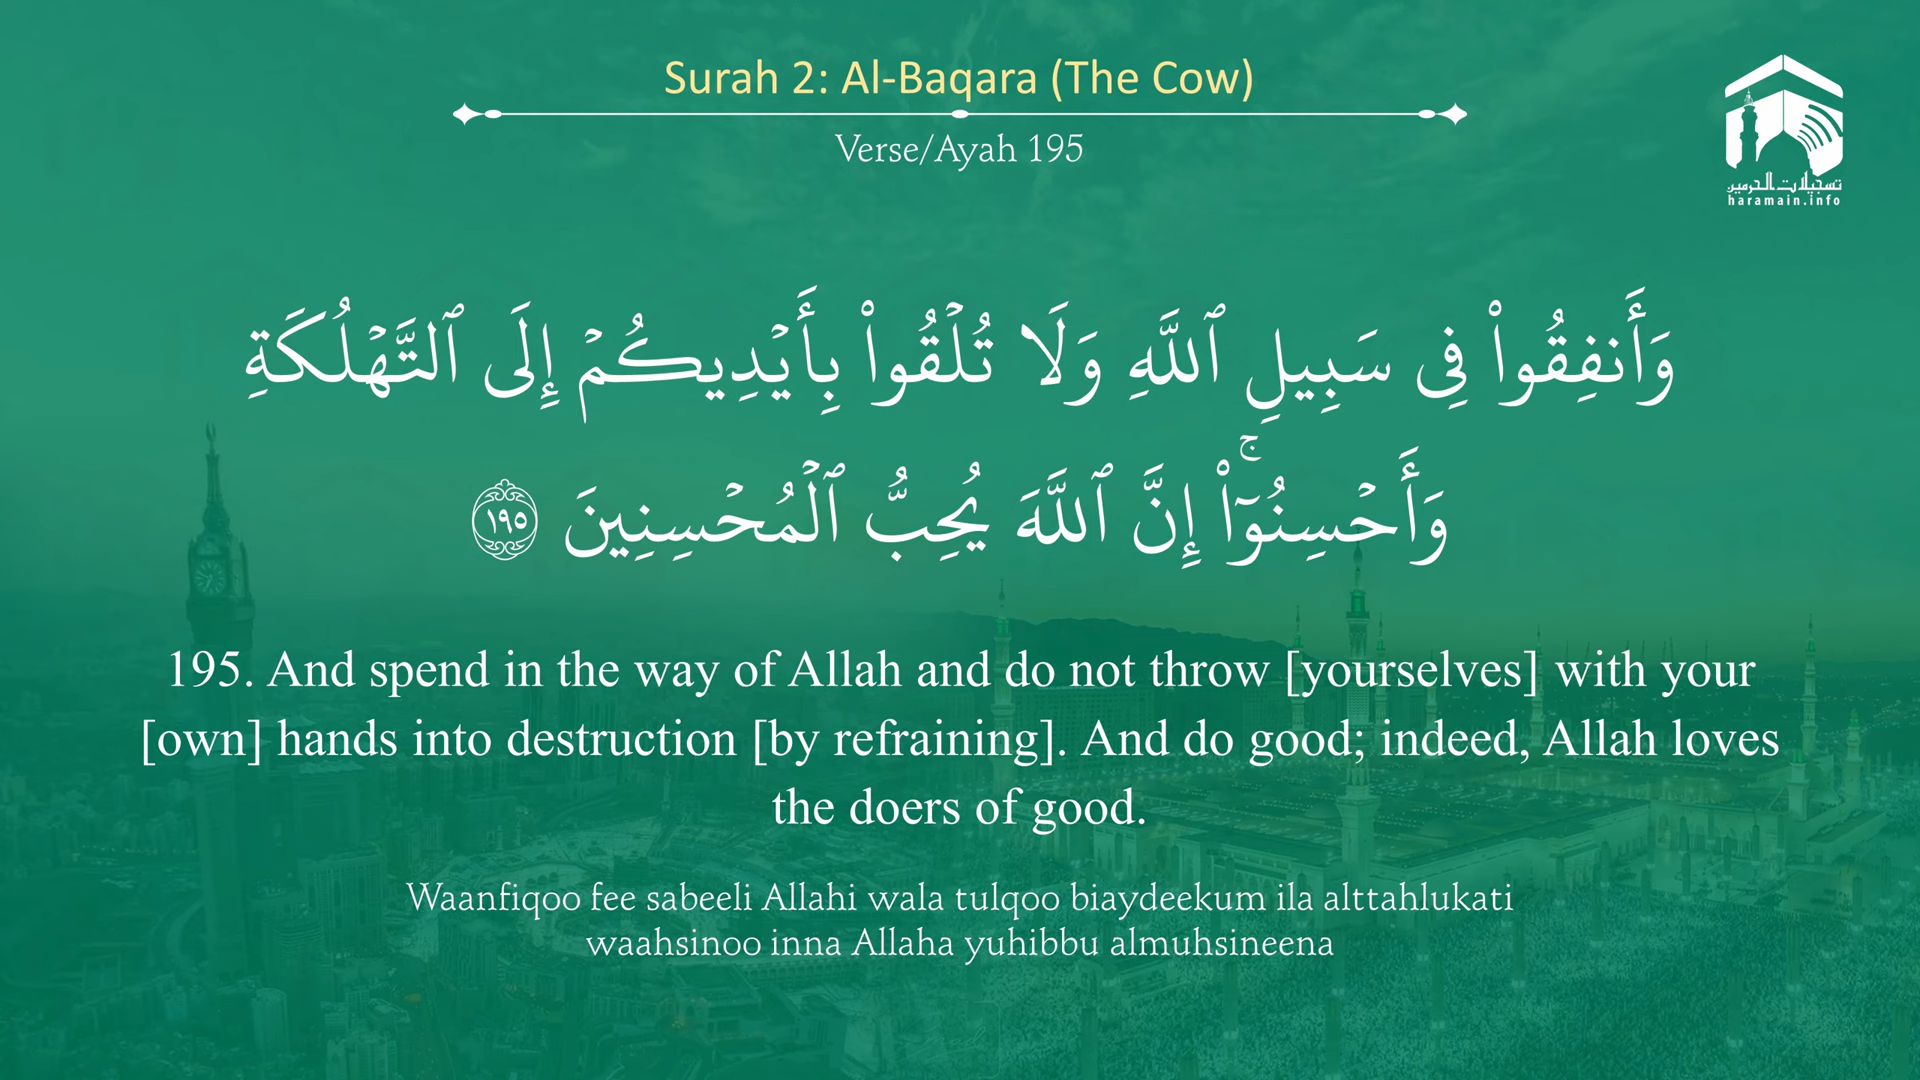 Surah 2: Al-Baqara (The Cow)
Verse/Ayah 195
تسجيلات الحرمين
haramain.info
وَأَنفِقُوا۟ فِى سَبِيلِ ٱللَّهِ وَلَا تُلْقُوا۟ بِأَيْدِيكُمْ إِلَى ٱلتَّهْلُكَةِ
وَأَحْسِنُوٓا۟ ۚ إِنَّ ٱللَّهَ يُحِبُّ ٱلْمُحْسِنِينَ ١٩٥
195. And spend in the way of Allah and do not throw [yourselves] with your
[own] hands into destruction [by refraining]. And do good; indeed, Allah loves
the doers of good.
Waanfiqoo fee sabeeli Allahi wala tulqoo biaydeekum ila alttahlukati
waahsinoo inna Allaha yuhibbu almuhsineena